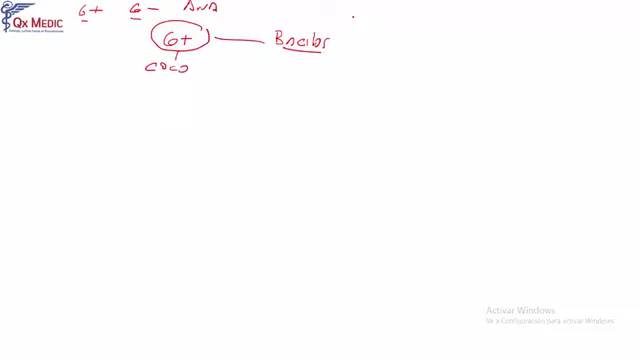 QX MEDIC
G+ G- ANA
G+ Bacilos
COCO
Activar Windows
Ve a Configuración para activar Windows.